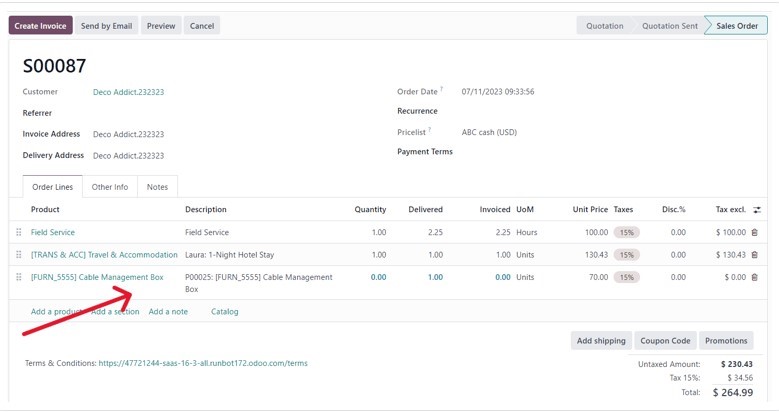 Create Invoice Send by Email Preview Cancel Quotation Quotation Sent Sales Order
S00087
Customer Deco Addict.232323 Order Date ? 07/11/2023 09:33:56
Referrer Recurrence
Invoice Address Deco Addict.232323 Pricelist ? ABC cash (USD)
Delivery Address Deco Addict.232323 Payment Terms
Order Lines Other Info Notes
Product Description Quantity Delivered Invoiced UoM Unit Price Taxes Disc.% Tax excl.
Field Service Field Service 1.00 2.25 2.25 Hours 100.00 15% 0.00 $ 100.00
[TRANS & ACC] Travel & Accommodation Laura: 1-Night Hotel Stay 1.00 1.00 1.00 Units 130.43 15% 0.00 $ 130.43
[FURN_5555] Cable Management Box P00025: [FURN_5555] Cable Management 0.00 1.00 0.00 Units 70.00 15% 0.00 $ 0.00
Box
Add a product Add a section Add a note Catalog
Add shipping Coupon Code Promotions
Terms & Conditions: https://47721244-saas-16-3-all.runbot172.odoo.com/terms Untaxed Amount: $ 230.43
Tax 15%: $ 34.56
Total: $ 264.99